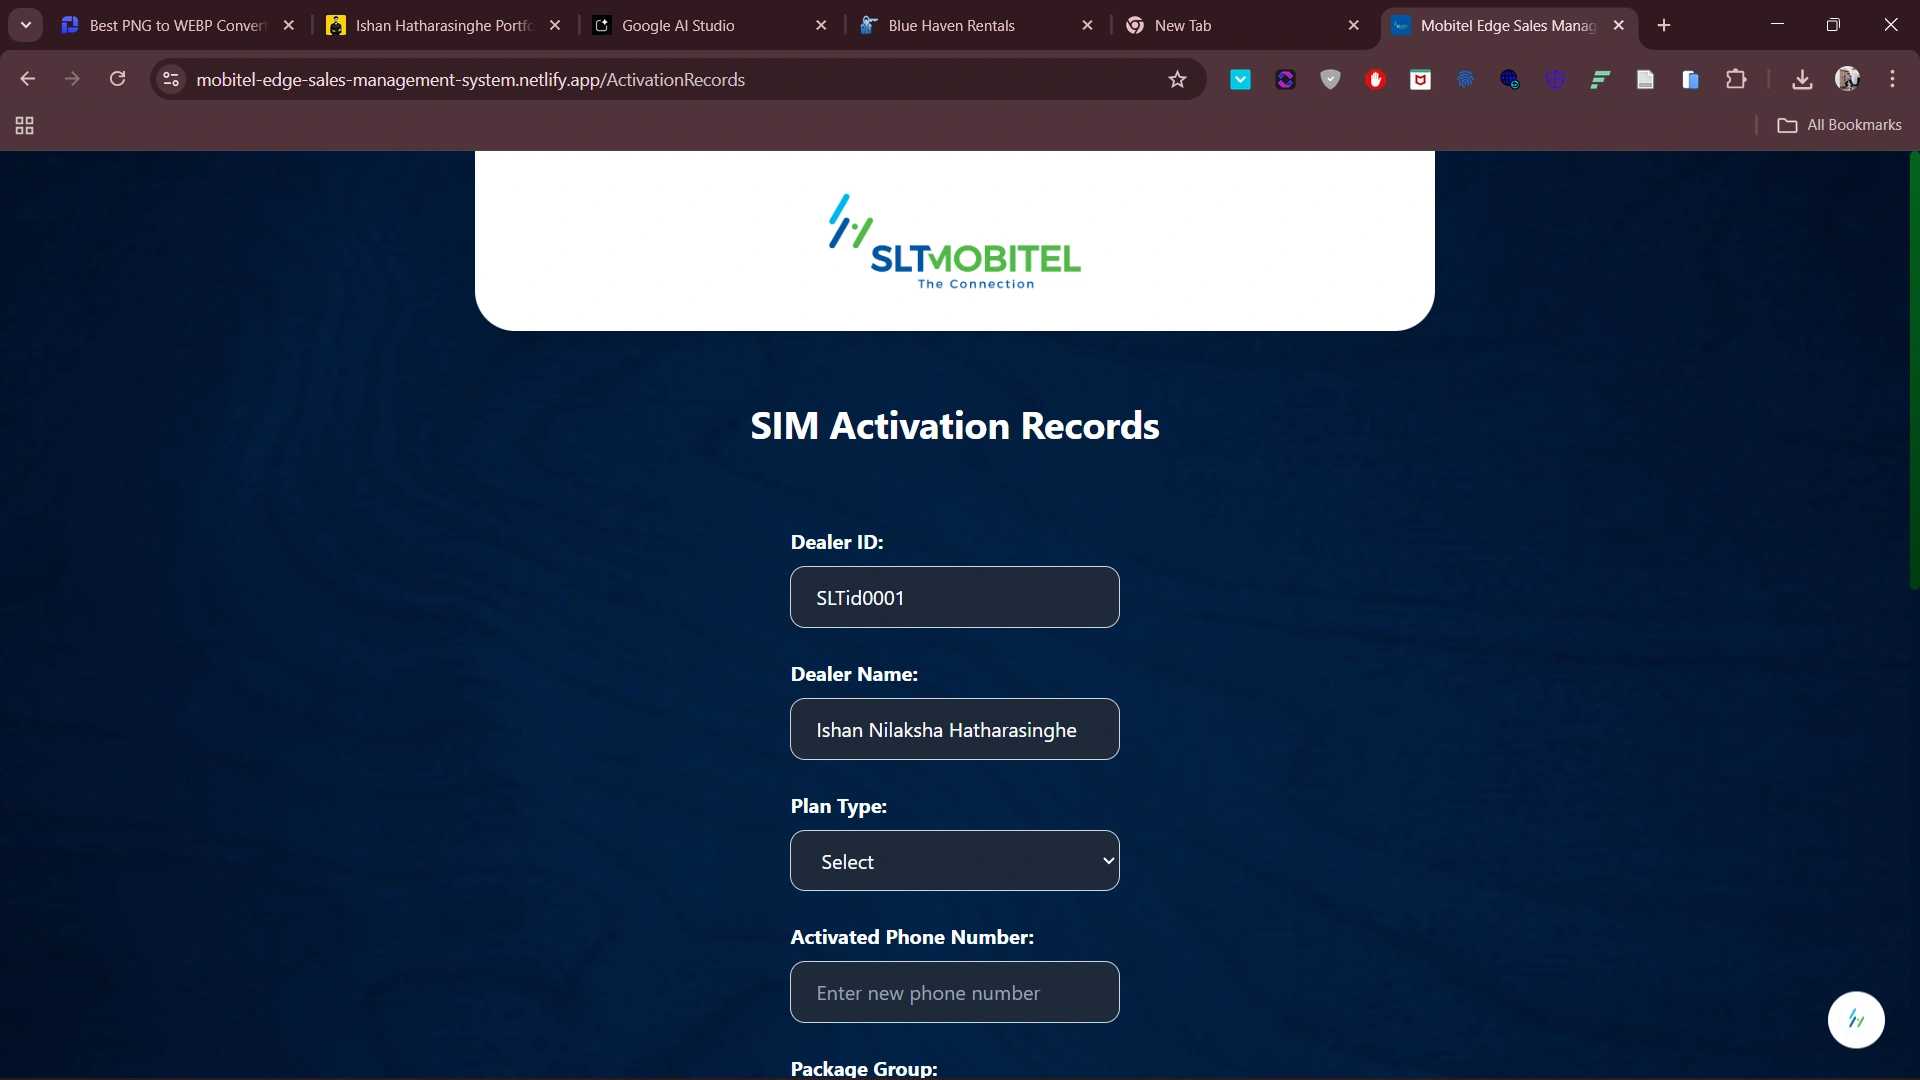 Best PNG to WEBP Convert
Ishan Hatharasinghe Portfo
Google AI Studio
Blue Haven Rentals
New Tab
Mobitel Edge Sales Manag
mobitel-edge-sales-management-system.netlify.app/ActivationRecords
All Bookmarks
SLTMOBITEL
The Connection
SIM Activation Records
Dealer ID:
SLTid0001
Dealer Name:
Ishan Nilaksha Hatharasinghe
Plan Type:
Select
Activated Phone Number:
Enter new phone number
Package Group: